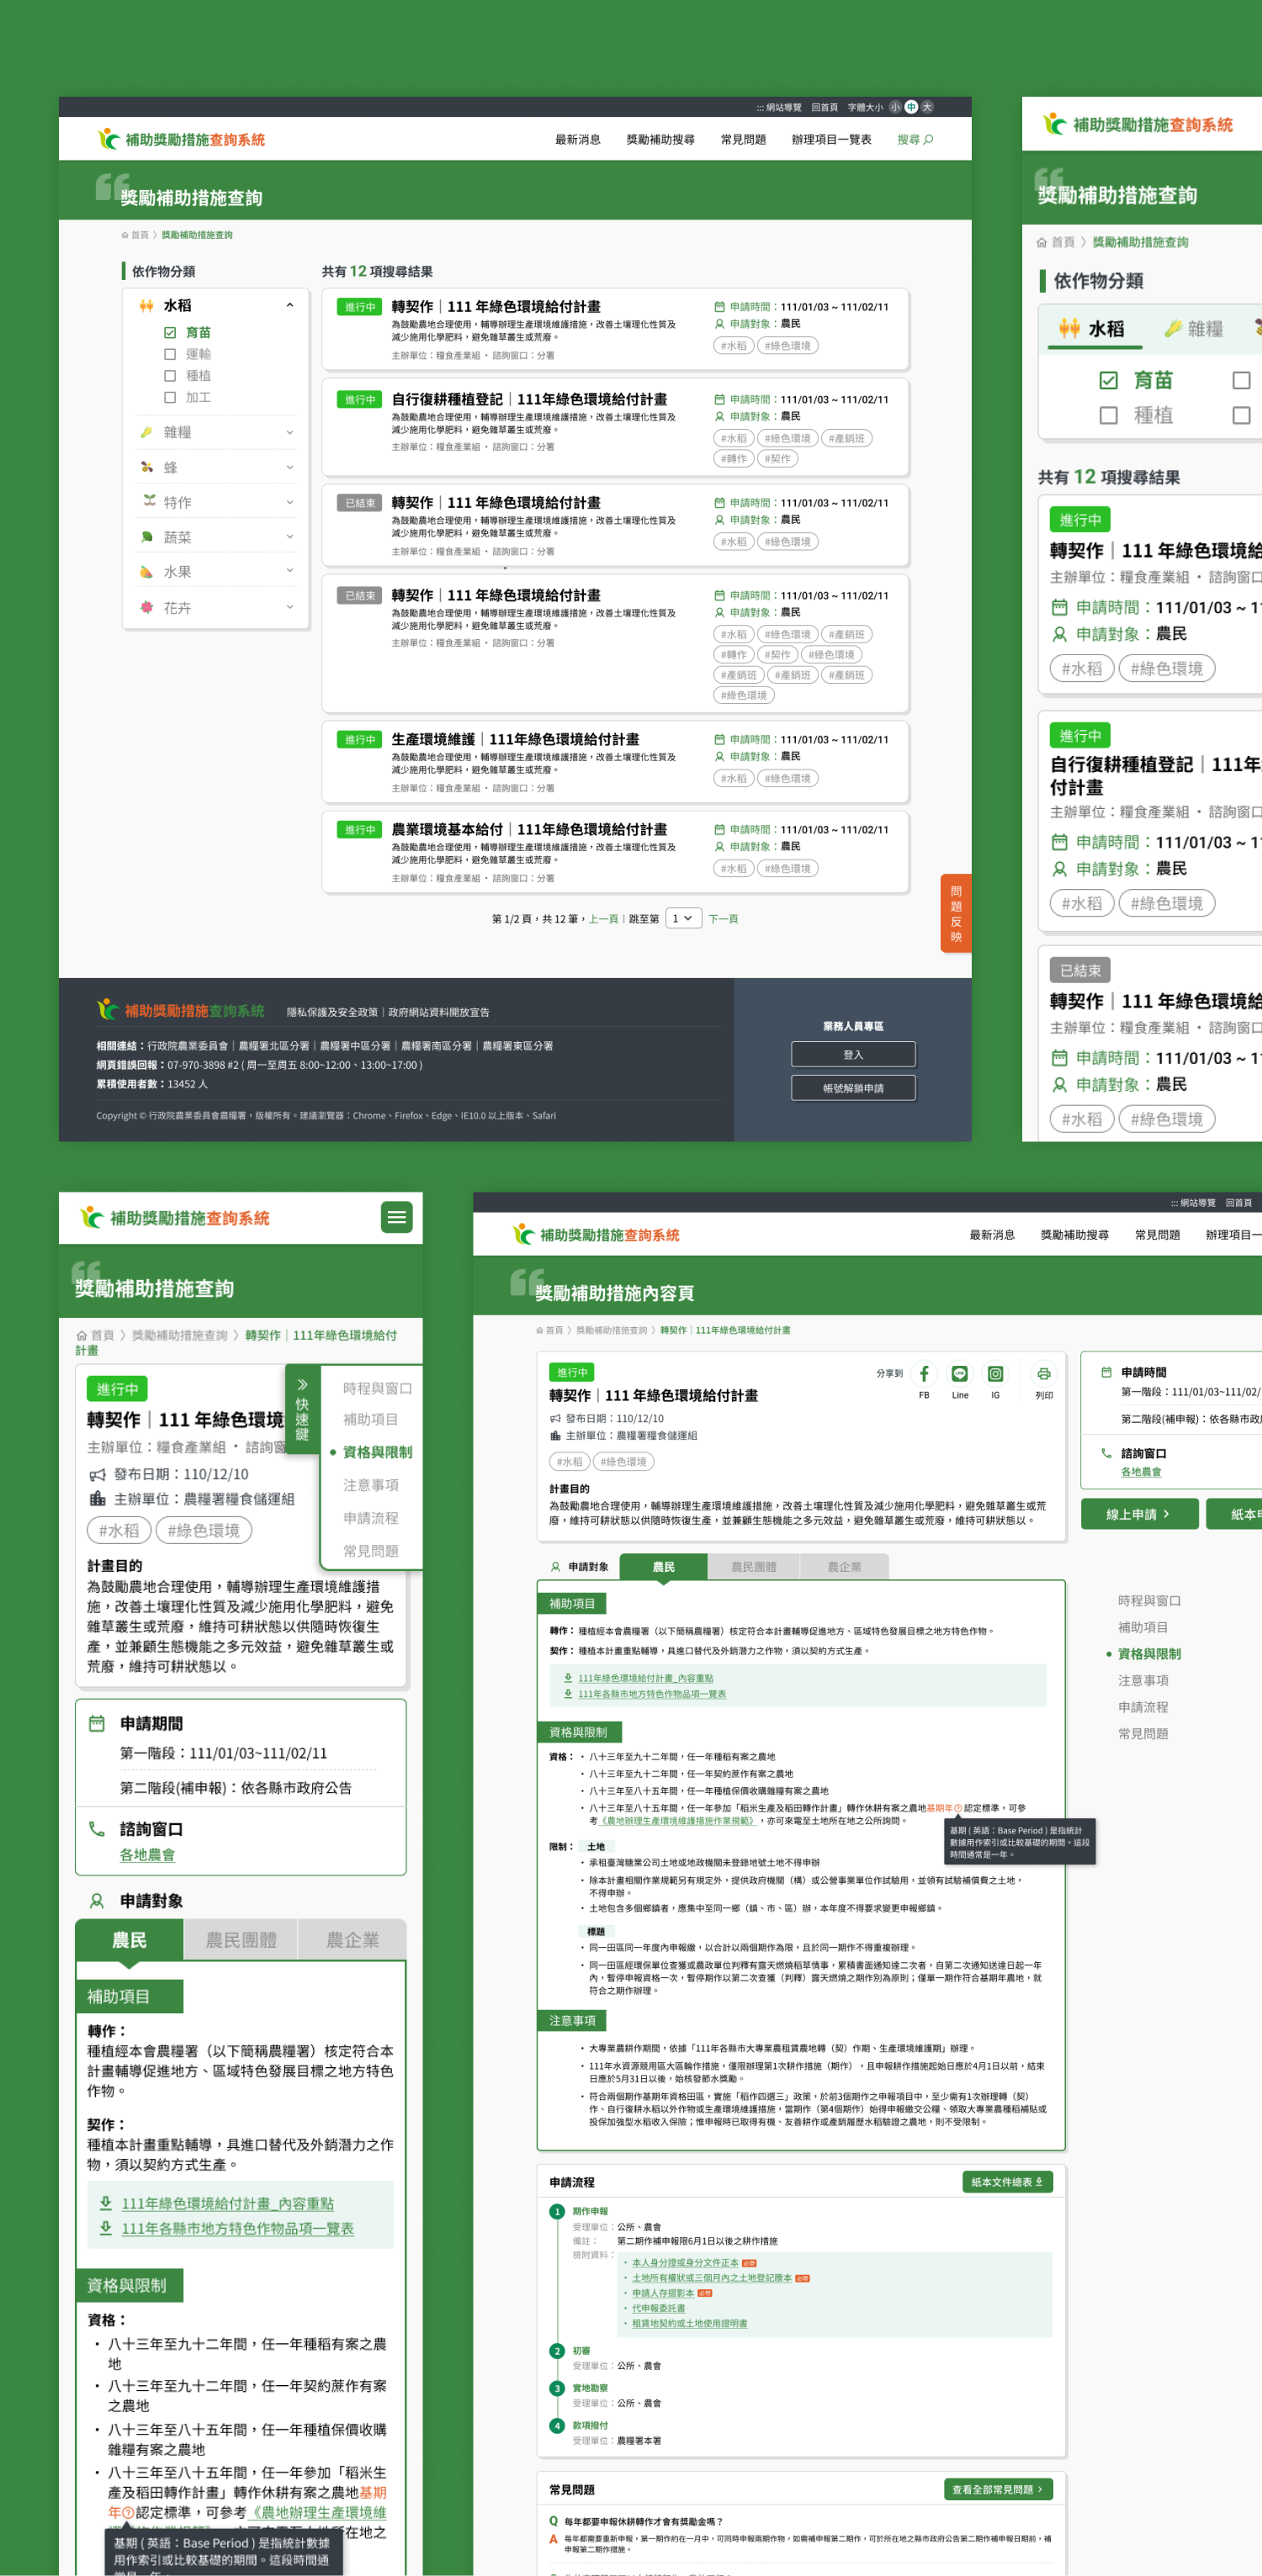 ::: 網站導覽 回首頁 字體大小 小 中 大
補助獎勵措施查詢系統
最新消息 獎勵補助搜尋 常見問題 辦理項目一覽表 搜尋
獎勵補助措施查詢
首頁 〉獎勵補助措施查詢
依作物分類
水稻
育苗
運輸
種植
加工
雜糧
蜂
特作
蔬菜
水果
花卉
共有 12 項搜尋結果
進行中 轉契作｜111 年綠色環境給付計畫
為鼓勵農地合理使用，輔導辦理生產環境維護措施，改善土壤理化性質及
減少施用化學肥料，避免雜草叢生或荒廢。
主辦單位：糧食產業組 • 諮詢窗口：分署
申請時間：111/01/03 ~ 111/02/11
申請對象：農民
#水稻 #綠色環境
進行中 自行復耕種植登記｜111年綠色環境給付計畫
為鼓勵農地合理使用，輔導辦理生產環境維護措施，改善土壤理化性質及
減少施用化學肥料，避免雜草叢生或荒廢。
主辦單位：糧食產業組 • 諮詢窗口：分署
申請時間：111/01/03 ~ 111/02/11
申請對象：農民
#水稻 #綠色環境 #產銷班
#轉作 #契作
已結束 轉契作｜111 年綠色環境給付計畫
為鼓勵農地合理使用，輔導辦理生產環境維護措施，改善土壤理化性質及
減少施用化學肥料，避免雜草叢生或荒廢。
主辦單位：糧食產業組 • 諮詢窗口：分署
申請時間：111/01/03 ~ 111/02/11
申請對象：農民
#水稻 #綠色環境
已結束 轉契作｜111 年綠色環境給付計畫
為鼓勵農地合理使用，輔導辦理生產環境維護措施，改善土壤理化性質及
減少施用化學肥料，避免雜草叢生或荒廢。
主辦單位：糧食產業組 • 諮詢窗口：分署
申請時間：111/01/03 ~ 111/02/11
申請對象：農民
#水稻 #綠色環境 #產銷班
#轉作 #契作 #綠色環境
#產銷班 #產銷班 #產銷班
#綠色環境
進行中 生產環境維護｜111年綠色環境給付計畫
為鼓勵農地合理使用，輔導辦理生產環境維護措施，改善土壤理化性質及
減少施用化學肥料，避免雜草叢生或荒廢。
主辦單位：糧食產業組 • 諮詢窗口：分署
申請時間：111/01/03 ~ 111/02/11
申請對象：農民
#水稻 #綠色環境
進行中 農業環境基本給付｜111年綠色環境給付計畫
為鼓勵農地合理使用，輔導辦理生產環境維護措施，改善土壤理化性質及
減少施用化學肥料，避免雜草叢生或荒廢。
主辦單位：糧食產業組 • 諮詢窗口：分署
申請時間：111/01/03 ~ 111/02/11
申請對象：農民
#水稻 #綠色環境
第 1/2 頁，共 12 筆，上一頁｜跳至第 1 下一頁
問題反映
補助獎勵措施查詢系統 隱私保護及安全政策｜政府網站資料開放宣告
相關連結：行政院農業委員會｜農糧署北區分署｜農糧署中區分署｜農糧署南區分署｜農糧署東區分署
網頁錯誤回報：07-970-3898 #2 ( 周一至周五 8:00~12:00、13:00~17:00 )
累積使用者數：13452 人
Copyright © 行政院農業委員會農糧署，版權所有。建議瀏覽器：Chrome、Firefox、Edge、IE10.0 以上版本、Safari
業務人員專區
登入
帳號解鎖申請
補助獎勵措施查詢系統
獎勵補助措施查詢
首頁 〉獎勵補助措施查詢
依作物分類
水稻 雜糧
育苗
種植
共有 12 項搜尋結果
進行中
轉契作｜111 年綠色環境給
主辦單位：糧食產業組 • 諮詢窗口
申請時間：111/01/03 ~ 11
申請對象：農民
#水稻 #綠色環境
進行中
自行復耕種植登記｜111年
付計畫
主辦單位：糧食產業組 • 諮詢窗口
申請時間：111/01/03 ~ 11
申請對象：農民
#水稻 #綠色環境
已結束
轉契作｜111 年綠色環境給
主辦單位：糧食產業組 • 諮詢窗口
申請時間：111/01/03 ~ 11
申請對象：農民
#水稻 #綠色環境
補助獎勵措施查詢系統
獎勵補助措施查詢
首頁 〉獎勵補助措施查詢 〉轉契作｜111年綠色環境給付
計畫
進行中
轉契作｜111 年綠色環境
主辦單位：糧食產業組 • 諮詢窗
發布日期：110/12/10
主辦單位：農糧署糧食儲運組
#水稻 #綠色環境
快速鍵
時程與窗口
補助項目
資格與限制
注意事項
申請流程
常見問題
計畫目的
為鼓勵農地合理使用，輔導辦理生產環境維護措
施，改善土壤理化性質及減少施用化學肥料，避免
雜草叢生或荒廢，維持可耕狀態以供隨時恢復生
產，並兼顧生態機能之多元效益，避免雜草叢生或
荒廢，維持可耕狀態以。
申請期間
第一階段：111/01/03~111/02/11
第二階段(補申報)：依各縣市政府公告
諮詢窗口
各地農會
申請對象
農民 農民團體 農企業
補助項目
轉作：
種植經本會農糧署（以下簡稱農糧署）核定符合本
計畫輔導促進地方、區域特色發展目標之地方特色
作物。
契作：
種植本計畫重點輔導，具進口替代及外銷潛力之作
物，須以契約方式生產。
111年綠色環境給付計畫_內容重點
111年各縣市地方特色作物品項一覽表
資格與限制
資格：
• 八十三年至九十二年間，任一年種稻有案之農
地
• 八十三年至九十二年間，任一年契約蔗作有案
之農地
• 八十三年至八十五年間，任一年種植保價收購
雜糧有案之農地
• 八十三年至八十五年間，任一年參加「稻米生
產及稻田轉作計畫」轉作休耕有案之農地基期
年認定標準，可參考《農地辦理生產環境維
在地之
基期 ( 英語：Base Period ) 是指統計數據
用作索引或比較基礎的期間。這段時間通
::: 網站導覽 回首頁
補助獎勵措施查詢系統
最新消息 獎勵補助搜尋 常見問題 辦理項目一
獎勵補助措施內容頁
首頁 〉獎勵補助措施查詢 〉轉契作｜111年綠色環境給付計畫
進行中
轉契作｜111 年綠色環境給付計畫
發布日期：110/12/10
主辦單位：農糧署糧食儲運組
#水稻 #綠色環境
分享到 FB Line IG 列印
計畫目的
為鼓勵農地合理使用，輔導辦理生產環境維護措施，改善土壤理化性質及減少施用化學肥料，避免雜草叢生或荒
廢，維持可耕狀態以供隨時恢復生產，並兼顧生態機能之多元效益，避免雜草叢生或荒廢，維持可耕狀態以。
申請時間
第一階段：111/01/03~111/02/
第二階段(補申報)：依各縣市政
諮詢窗口
各地農會
線上申請 紙本申
時程與窗口
補助項目
資格與限制
注意事項
申請流程
常見問題
申請對象 農民 農民團體 農企業
補助項目
轉作：種植經本會農糧署（以下簡稱農糧署）核定符合本計畫輔導促進地方、區域特色發展目標之地方特色作物。
契作：種植本計畫重點輔導，具進口替代及外銷潛力之作物，須以契約方式生產。
111年綠色環境給付計畫_內容重點
111年各縣市地方特色作物品項一覽表
資格與限制
資格：• 八十三年至九十二年間，任一年種稻有案之農地
• 八十三年至九十二年間，任一年契約蔗作有案之農地
• 八十三年至八十五年間，任一年種植保價收購雜糧有案之農地
• 八十三年至八十五年間，任一年參加「稻米生產及稻田轉作計畫」轉作休耕有案之農地基期年認定標準，可參
考《農地辦理生產環境維護措施作業規範》，亦可來電至土地所在地之公所詢問。
基期 ( 英語：Base Period ) 是指統計
數據用作索引或比較基礎的期間。這段
時間通常是一年。
限制： 土地
• 承租臺灣糖業公司土地或地政機關未登錄地號土地不得申辦
• 除本計畫相關作業規範另有規定外，提供政府機關（構）或公營事業單位作試驗用，並領有試驗補償費之土地，
不得申辦。
• 土地包含多個鄉鎮者，應集中至同一鄉（鎮、市、區）辦，本年度不得要求變更申報鄉鎮。
標題
• 同一田區同一年度內申報繳，以合計以兩個期作為限，且於同一期作不得重複辦理。
• 同一田區經環保單位查獲或農政單位判釋有露天燃燒稻草情事，累積書面通知達二次者，自第二次通知送達日起一年
內，暫停申報資格一次，暫停期作以第二次查獲（判釋）露天燃燒之期作別為原則；僅單一期作符合基期年農地，就
符合之期作辦理。
注意事項
• 大專業農耕作期間，依據「111年各縣市大專業農租賃農地轉（契）作期、生產環境維護期」辦理。
• 111年水資源競用區大區輪作措施，僅限辦理第1次耕作措施（期作），且申報耕作措施起始日應於4月1日以前，結束
日應於5月31日以後，始核發節水獎勵。
• 符合兩個期作基期年資格田區，實施「稻作四選三」政策，於前3個期作之申報項目中，至少需有1次辦理轉（契）
作、自行復耕水稻以外作物或生產環境維護措施，當期作（第4個期作）始得申報繳交公糧、領取大專業農種稻補貼或
投保加強型水稻收入保險；惟申報時已取得有機、友善耕作或產銷履歷水稻驗證之農地，則不受限制。
申請流程 紙本文件總表
1 期作申報
受理單位：公所、農會
備註： 第二期作補申報限6月1日以後之耕作措施
檢附資料：• 本人身分證或身分文件正本 必備
• 土地所有權狀或三個月內之土地登記謄本 必備
• 申請人存摺影本 必備
• 代申報委託書
• 租賃地契約或土地使用證明書
2 初審
受理單位：公所、農會
3 實地勘察
受理單位：公所、農會
4 款項撥付
受理單位：農糧署本署
常見問題 查看全部常見問題
Q 每年都要申報休耕轉作才會有獎勵金嗎？
A 每年都需要重新申報，第一期作約在一月中，可同時申報兩期作物，如需補申報第二期作，可於所在地之縣市政府公告第二期作補申報日期前，補
申報第二期作措施。